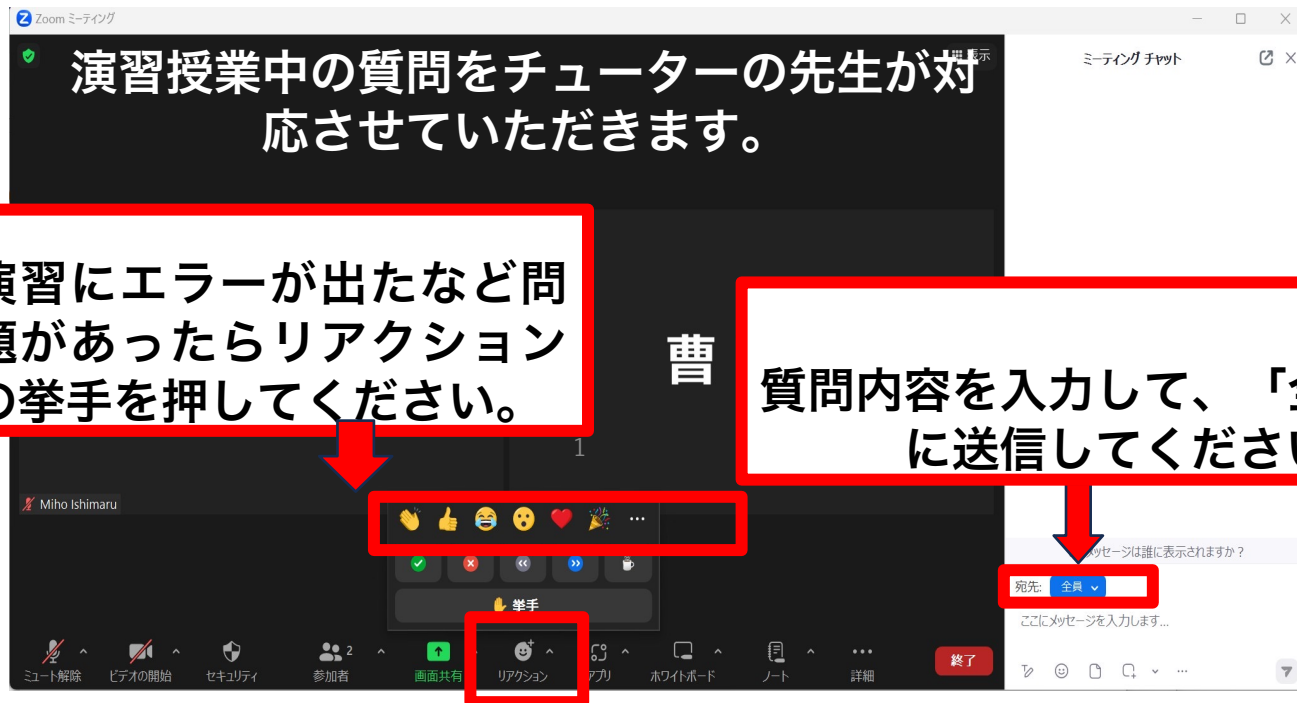 Zoom ミーティング
表示
演習授業中の質問をチューターの先生が対
応させていただきます。
ミーティング チャット
演習にエラーが出たなど問
題があったらリアクション
の挙手を押してください。
曹
1
質問内容を入力して、「全
に送信してください
Miho Ishimaru
メッセージは誰に表示されますか?
宛先: 全員
ここにメッセージを入力します...
挙手
ミュート解除
ビデオの開始
セキュリティ
2
参加者
画面共有
リアクション
アプリ
ホワイトボード
ノート
詳細
終了